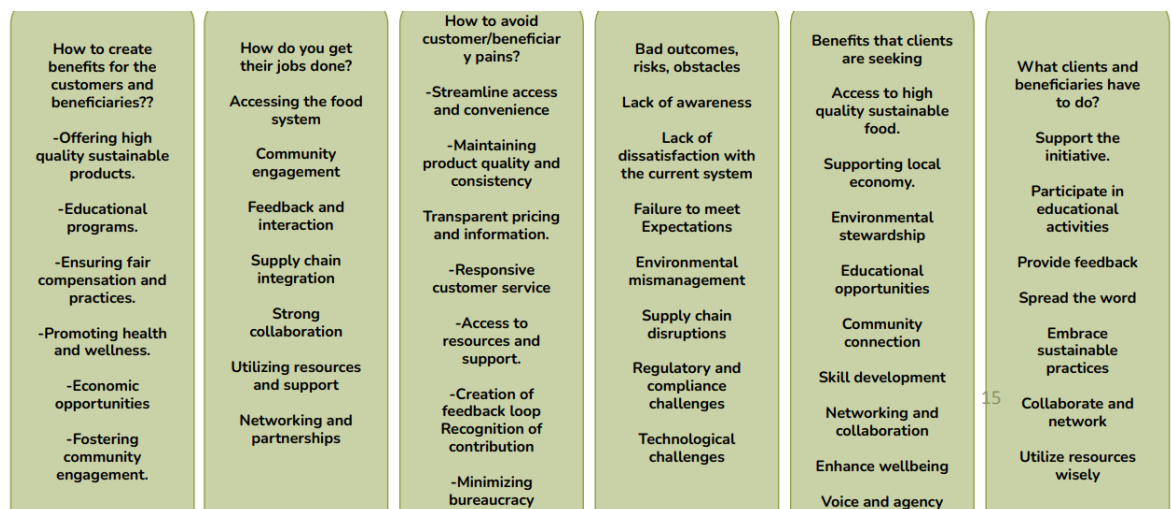 How to create
benefits for the
customers and
beneficiaries??
-Offering high
quality sustainable
products.
-Educational
programs.
-Ensuring fair
compensation and
practices.
-Promoting health
and wellness.
-Economic
opportunities
-Fostering
community
engagement.
How do you get
their jobs done?
Accessing the food
system
Community
engagement
Feedback and
interaction
Supply chain
integration
Strong
collaboration
Utilizing resources
and support
Networking and
partnerships
How to avoid
customer/beneficiar
y pains?
-Streamline access
and convenience
-Maintaining
product quality and
consistency
Transparent pricing
and information.
-Responsive
customer service
-Access to
resources and
support.
-Creation of
feedback loop
Recognition of
contribution
-Minimizing
bureaucracy
Bad outcomes,
risks, obstacles
Lack of awareness
Lack of
dissatisfaction with
the current system
Failure to meet
Expectations
Environmental
mismanagement
Supply chain
disruptions
Regulatory and
compliance
challenges
Technological
challenges
Benefits that clients
are seeking
Access to high
quality sustainable
food.
Supporting local
economy.
Environmental
stewardship
Educational
opportunities
Community
connection
Skill development
Networking and
collaboration
Enhance wellbeing
Voice and agency
What clients and
beneficiaries have
to do?
Support the
initiative.
Participate in
educational
activities
Provide feedback
Spread the word
Embrace
sustainable
practices
Collaborate and
network
Utilize resources
wisely
15